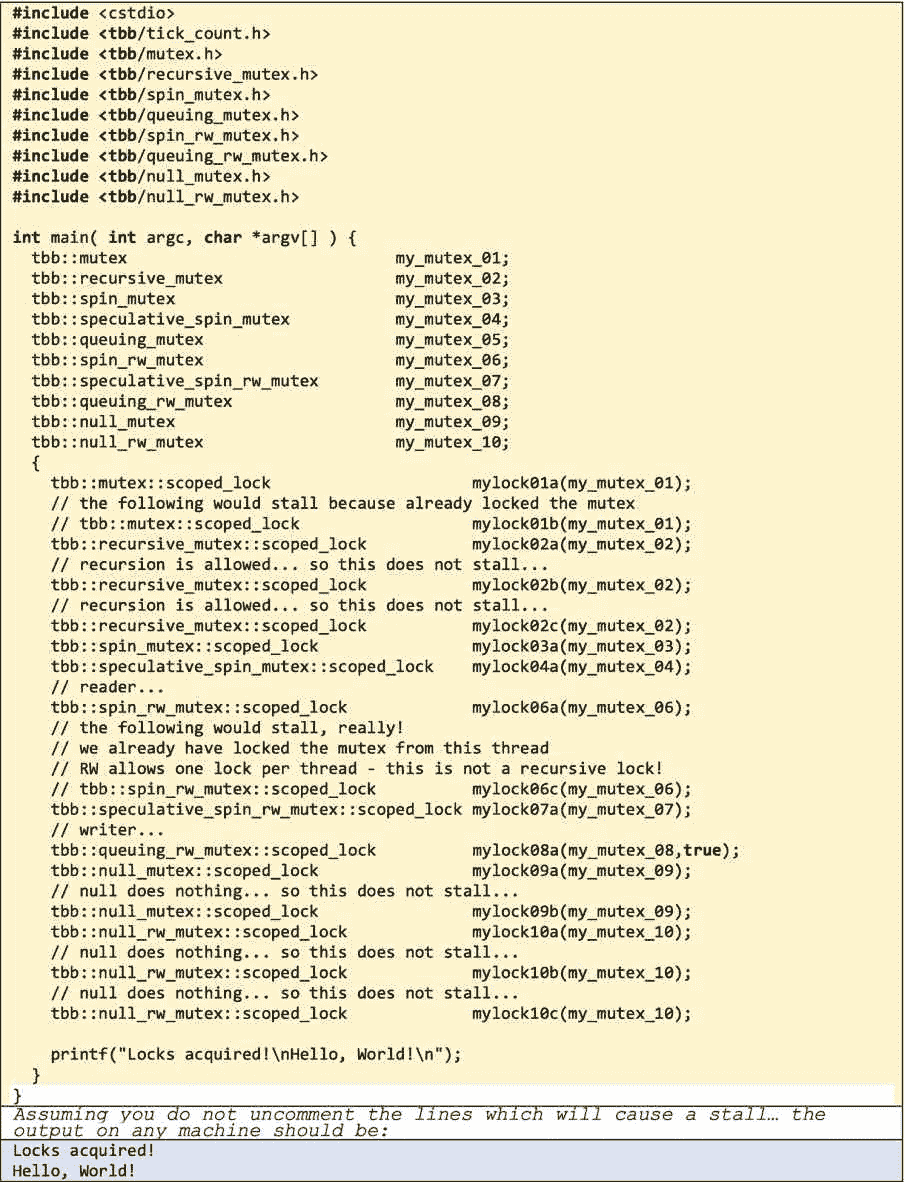 #include <cstdio>
#include <tbb/tick_count.h>
#include <tbb/mutex.h>
#include <tbb/recursive_mutex.h>
#include <tbb/spin_mutex.h>
#include <tbb/queuing_mutex.h>
#include <tbb/spin_rw_mutex.h>
#include <tbb/queuing_rw_mutex.h>
#include <tbb/null_mutex.h>
#include <tbb/null_rw_mutex.h>

int main( int argc, char *argv[] ) {
  tbb::mutex                            my_mutex_01;
  tbb::recursive_mutex                  my_mutex_02;
  tbb::spin_mutex                       my_mutex_03;
  tbb::speculative_spin_mutex           my_mutex_04;
  tbb::queuing_mutex                    my_mutex_05;
  tbb::spin_rw_mutex                    my_mutex_06;
  tbb::speculative_spin_rw_mutex        my_mutex_07;
  tbb::queuing_rw_mutex                 my_mutex_08;
  tbb::null_mutex                       my_mutex_09;
  tbb::null_rw_mutex                    my_mutex_10;
  {
    tbb::mutex::scoped_lock                     mylock01a(my_mutex_01);
    // the following would stall because already locked the mutex
    // tbb::mutex::scoped_lock                  mylock01b(my_mutex_01);
    tbb::recursive_mutex::scoped_lock           mylock02a(my_mutex_02);
    // recursion is allowed... so this does not stall...
    tbb::recursive_mutex::scoped_lock           mylock02b(my_mutex_02);
    // recursion is allowed... so this does not stall...
    tbb::recursive_mutex::scoped_lock           mylock02c(my_mutex_02);
    tbb::spin_mutex::scoped_lock                mylock03a(my_mutex_03);
    tbb::speculative_spin_mutex::scoped_lock    mylock04a(my_mutex_04);
    // reader...
    tbb::spin_rw_mutex::scoped_lock             mylock06a(my_mutex_06);
    // the following would stall, really!
    // we already have locked the mutex from this thread
    // RW allows one lock per thread - this is not a recursive lock!
    // tbb::spin_rw_mutex::scoped_lock          mylock06c(my_mutex_06);
    tbb::speculative_spin_rw_mutex::scoped_lock mylock07a(my_mutex_07);
    // writer...
    tbb::queuing_rw_mutex::scoped_lock          mylock08a(my_mutex_08,true);
    tbb::null_mutex::scoped_lock                mylock09a(my_mutex_09);
    // null does nothing... so this does not stall...
    tbb::null_mutex::scoped_lock                mylock09b(my_mutex_09);
    tbb::null_rw_mutex::scoped_lock             mylock10a(my_mutex_10);
    // null does nothing... so this does not stall...
    tbb::null_rw_mutex::scoped_lock             mylock10b(my_mutex_10);
    // null does nothing... so this does not stall...
    tbb::null_rw_mutex::scoped_lock             mylock10c(my_mutex_10);

    printf("Locks acquired!\nHello, World!\n");
  }
}
Assuming you do not uncomment the lines which will cause a stall… the
output on any machine should be:
Locks acquired!
Hello, World!